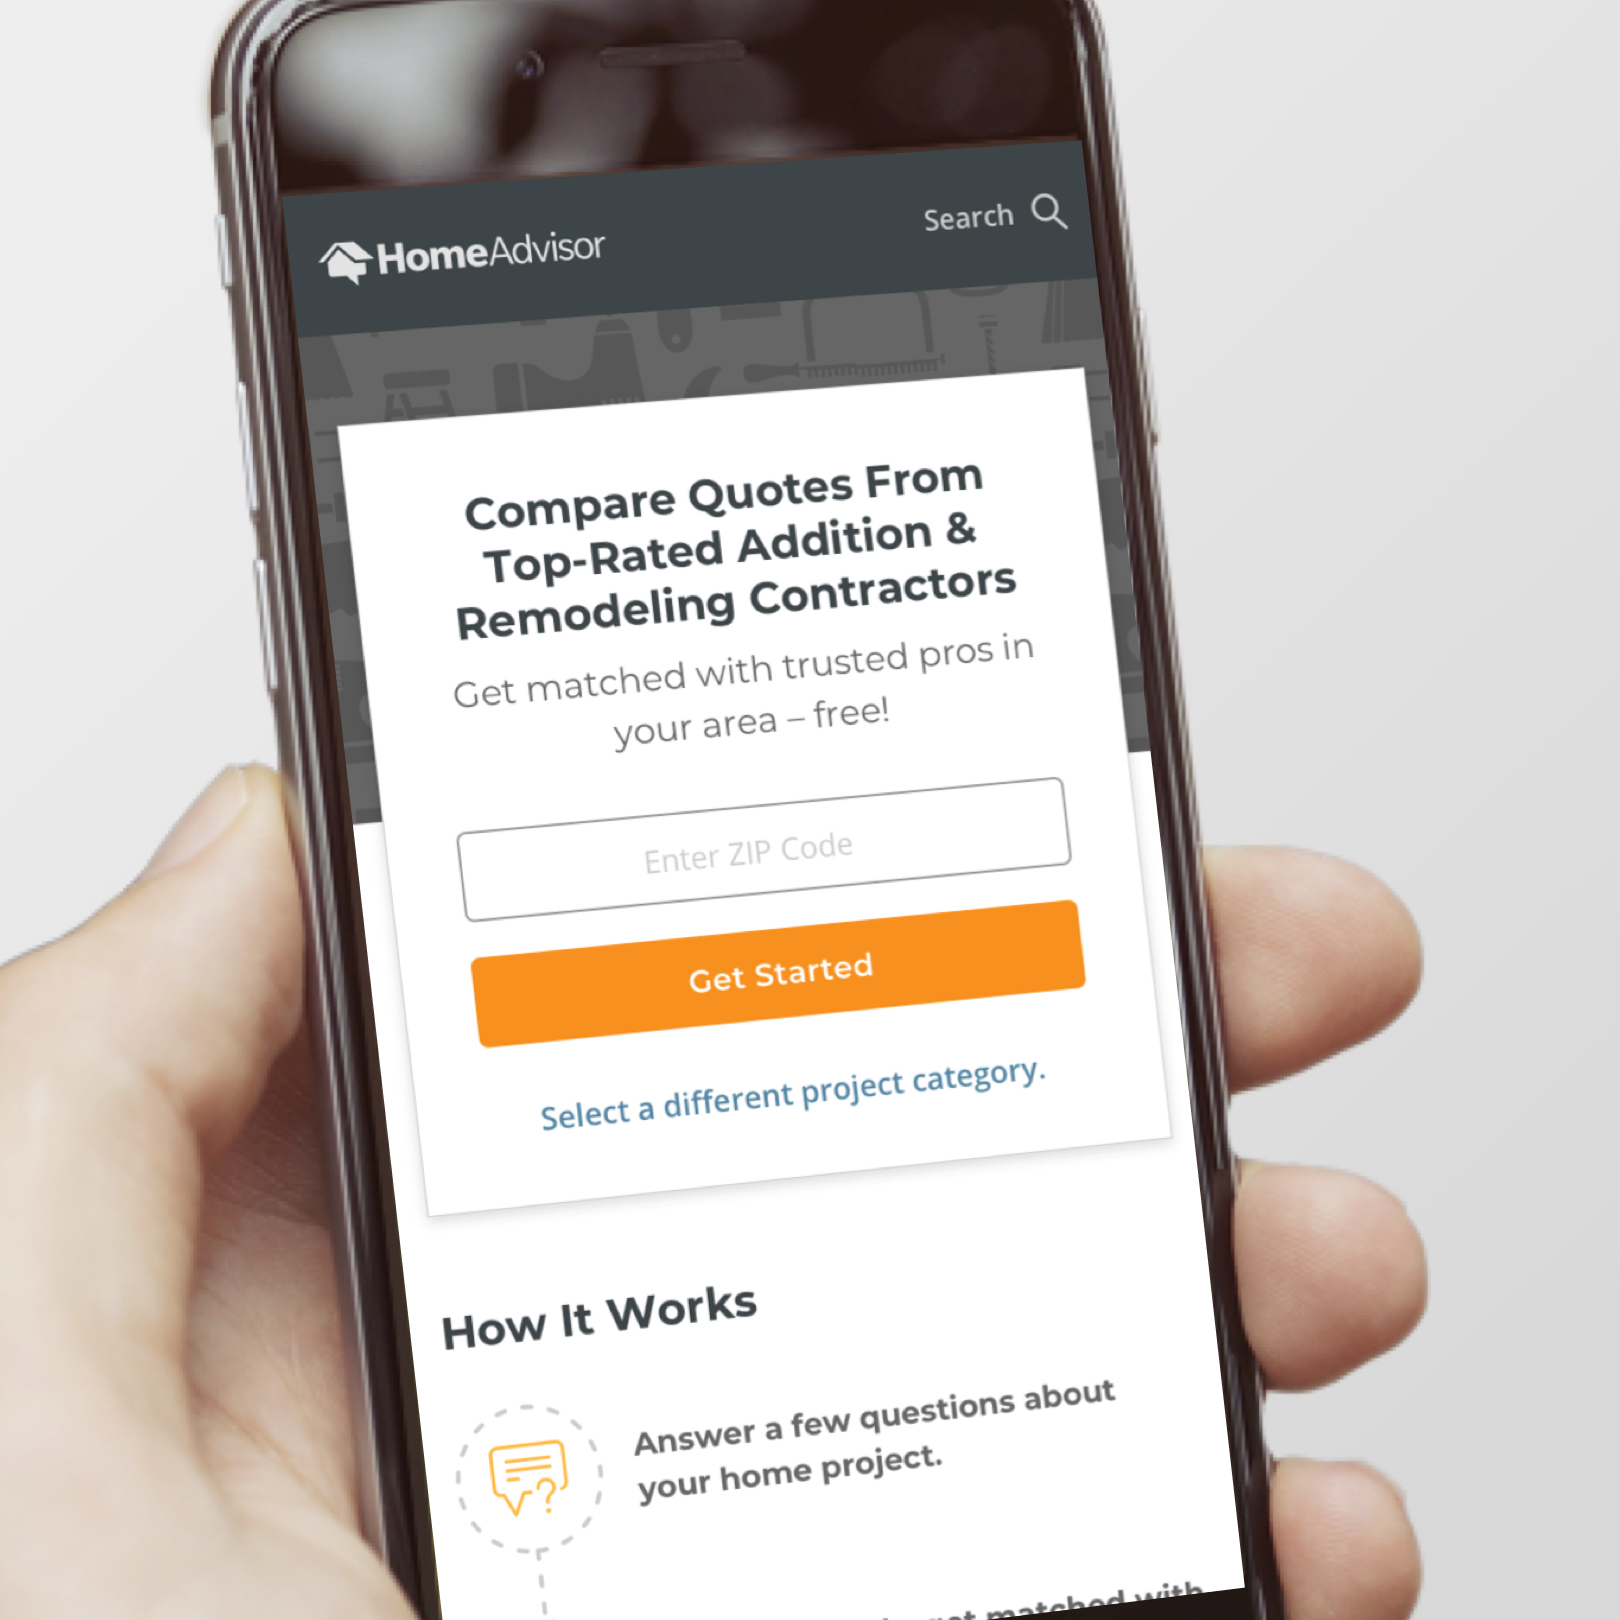 HomeAdvisor
Search
Compare Quotes From
Top-Rated Addition &
Remodeling Contractors
Get matched with trusted pros in
your area – free!
Enter ZIP Code
Get Started
Select a different project category.
How It Works
Answer a few questions about
your home project.
get matched with